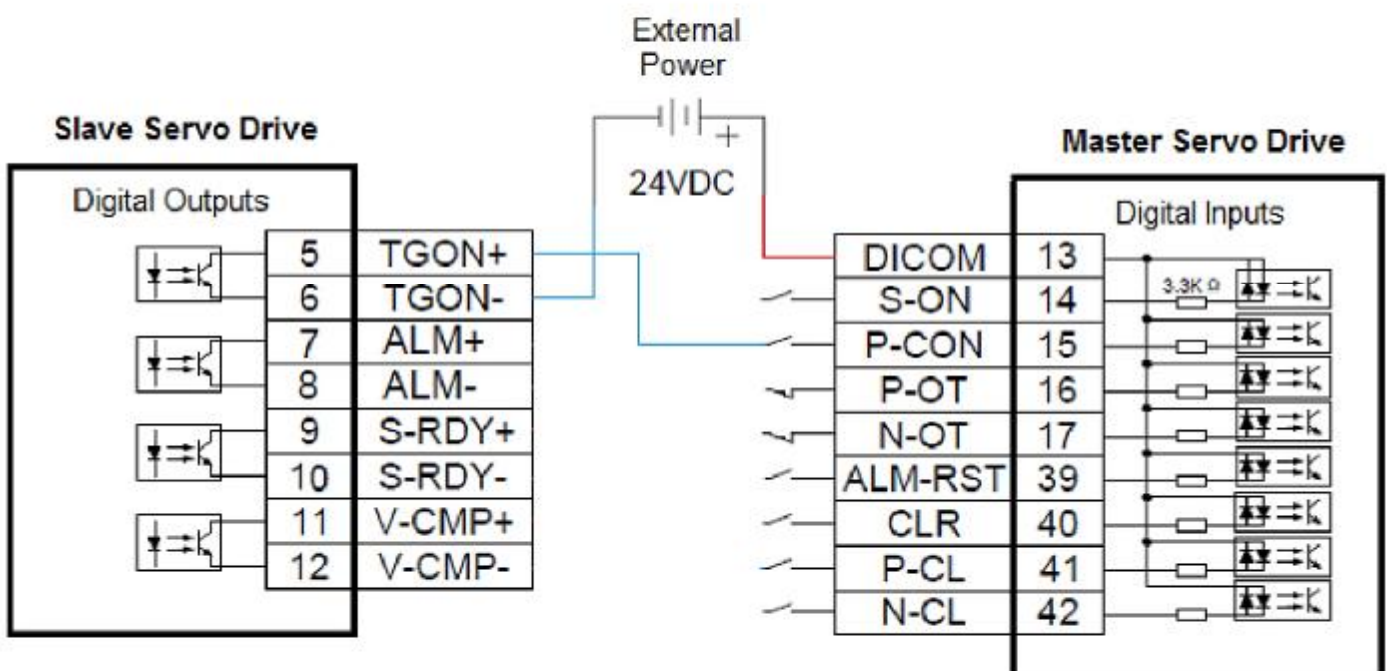 External
Power
+
24VDC
Slave Servo Drive
Digital Outputs
5 TGON+
6 TGON-
7 ALM+
8 ALM-
9 S-RDY+
10 S-RDY-
11 V-CMP+
12 V-CMP-
Master Servo Drive
Digital Inputs
DICOM 13
S-ON 14 3.3K Ω
P-CON 15
P-OT 16
N-OT 17
ALM-RST 39
CLR 40
P-CL 41
N-CL 42